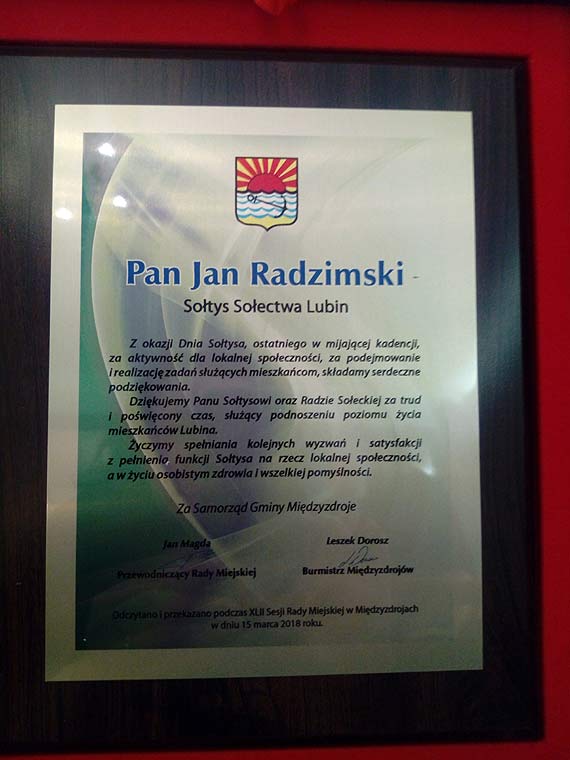 Pan Jan Radzimski
Sołtys Sołectwa Lubin
Z okazji Dnia Sołtysa, ostatniego w mijającej kadencji,
za aktywność dla lokalnej społeczności, za podejmowanie
i realizację zadań służących mieszkańcom, składamy serdeczne
podziękowania.
Dziękujemy Panu Sołtysowi oraz Radzie Sołeckiej za trud
i poświęcony czas, służący podnoszeniu poziomu życia
mieszkańców Lubina.
Życzymy spełniania kolejnych wyzwań i satysfakcji
z pełnienia funkcji Sołtysa na rzecz lokalnej społeczności,
a w życiu osobistym zdrowia i wszelkiej pomyślności.
Za Samorząd Gminy Międzyzdroje
Jan Magda
Leszek Dorosz
Przewodniczący Rady Miejskiej
Burmistrz Międzyzdrojów
Odczytano i przekazano podczas XLII Sesji Rady Miejskiej w Międzyzdrojach
w dniu 15 marca 2018 roku.